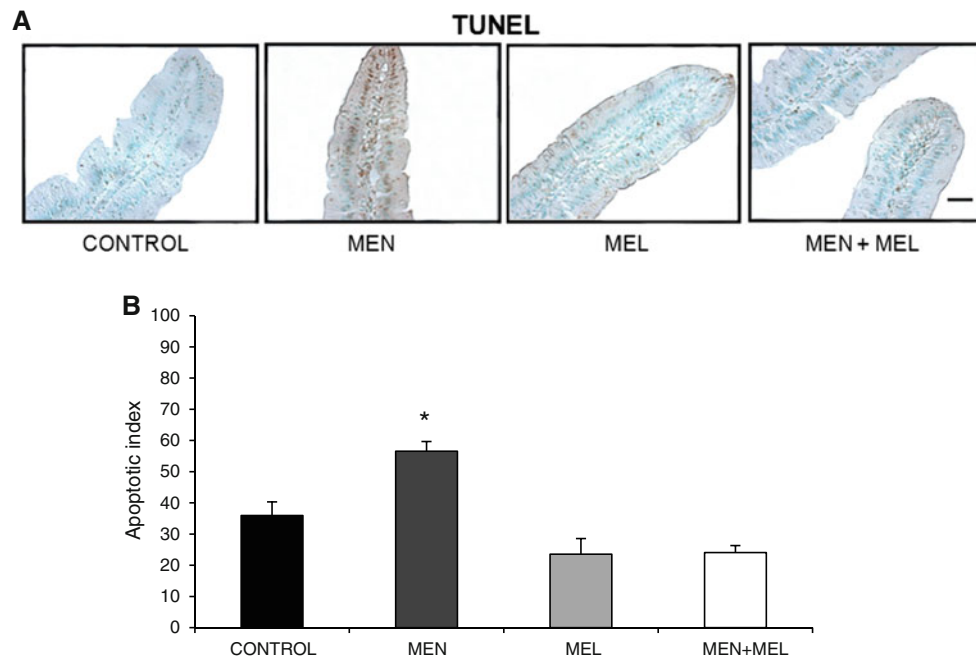 A
TUNEL
CONTROL MEN MEL MEN + MEL
B
Apoptotic index
100
90
80
70
60
50
40
30
20
10
0
*
CONTROL MEN MEL MEN+MEL